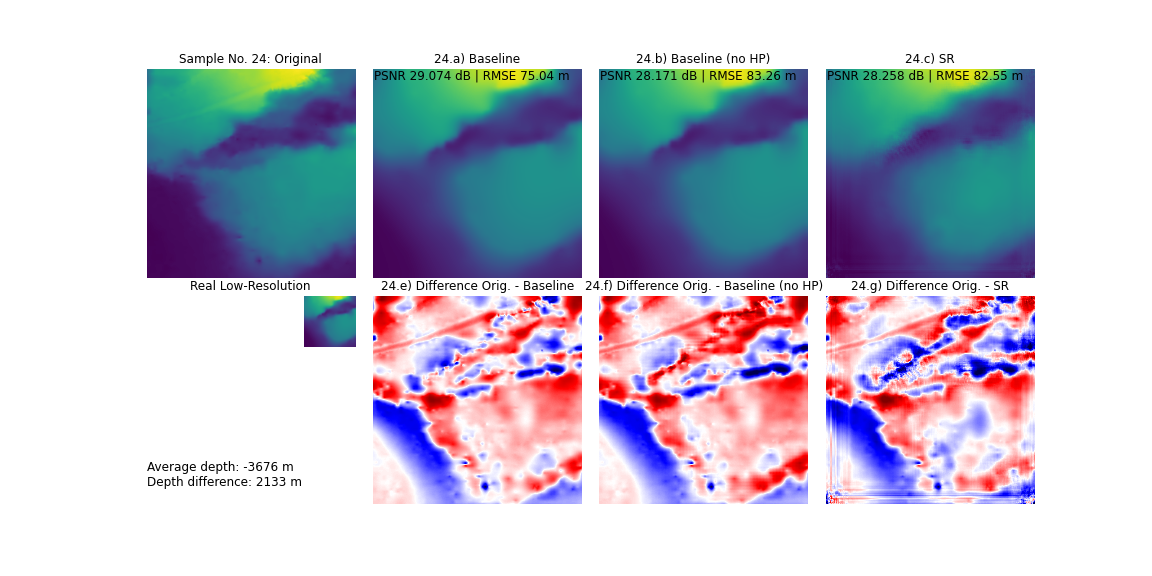 Sample No. 24: Original
24.a) Baseline
24.b) Baseline (no HP)
24.c) SR
PSNR 29.074 dB | RMSE 75.04 m
PSNR 28.171 dB | RMSE 83.26 m
PSNR 28.258 dB | RMSE 82.55 m
Real Low-Resolution
24.e) Difference Orig. - Baseline
24.f) Difference Orig. - Baseline (no HP)
24.g) Difference Orig. - SR
Average depth: -3676 m
Depth difference: 2133 m